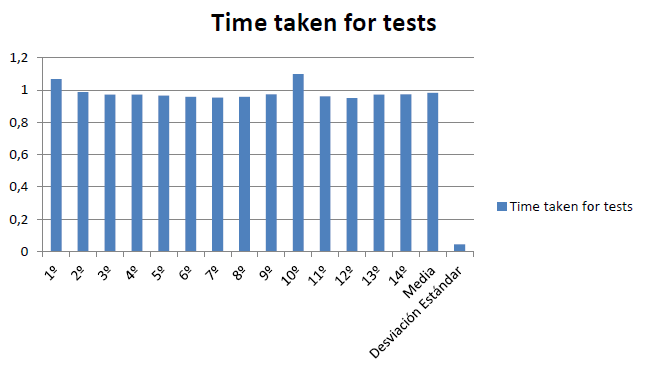 Time taken for tests
1,2
1
0,8
0,6
0,4
0,2
0
1º
2º
3º
4º
5º
6º
7º
8º
9º
10º
11º
12º
13º
14º
Media
Desviación Estándar
Time taken for tests